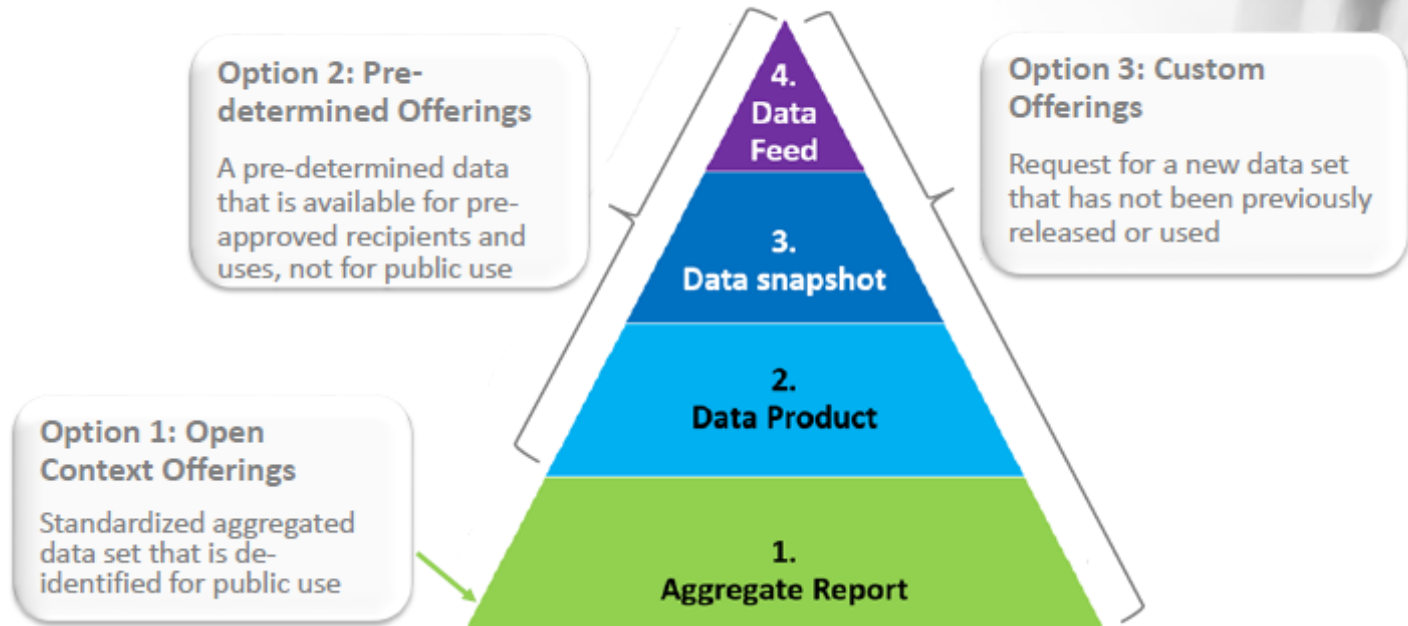 Option 2: Pre-
determined Offerings
A pre-determined data
that is available for pre-
approved recipients and
uses, not for public use
Option 3: Custom
Offerings
Request for a new data set
that has not been previously
released or used
4.
Data
Feed
3.
Data snapshot
2.
Data Product
Option 1: Open
Context Offerings
Standardized aggregated
data set that is de-
identified for public use
1.
Aggregate Report